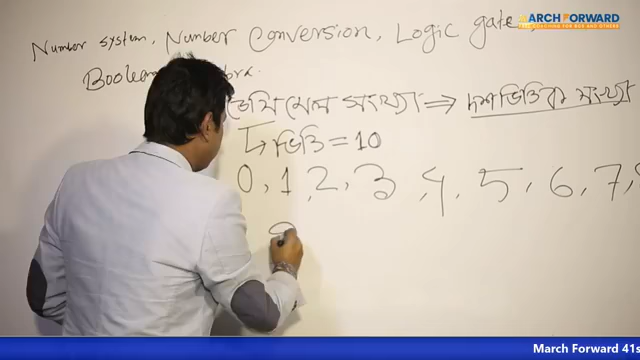 MARCH FORWARD
Number system, Number Conversion, Logic gate
Boolean
ডেসিমেল সংখ্যা ⇒ দশভিত্তিক সংখ্যা
↳ ভিত্তি = 10
0, 1, 2, 3, 4, 5, 6, 7,
March Forward 41s